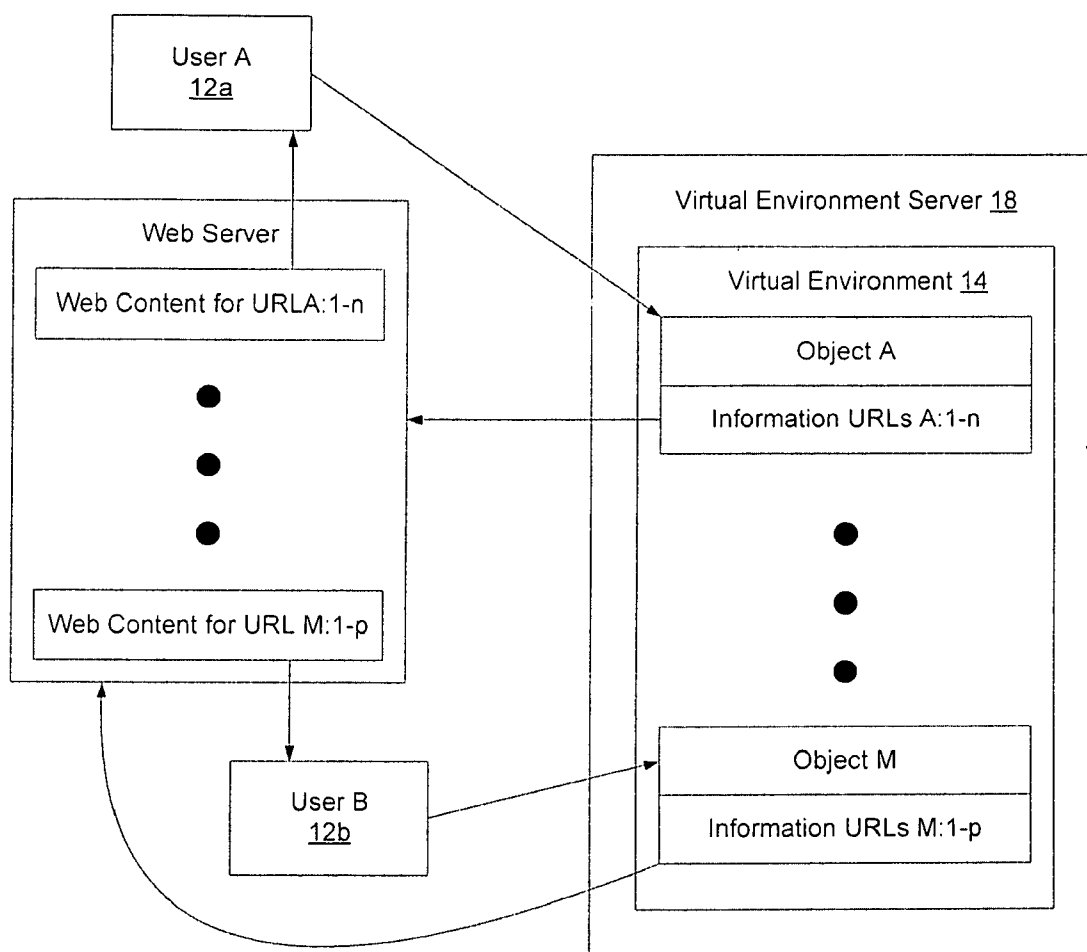 User A
12a
Virtual Environment Server 18
Web Server
Web Content for URLA:1-n
Virtual Environment 14
Object A
Information URLs A:1-n
Web Content for URL M:1-p
Object M
Information URLs M:1-p
User B
12b